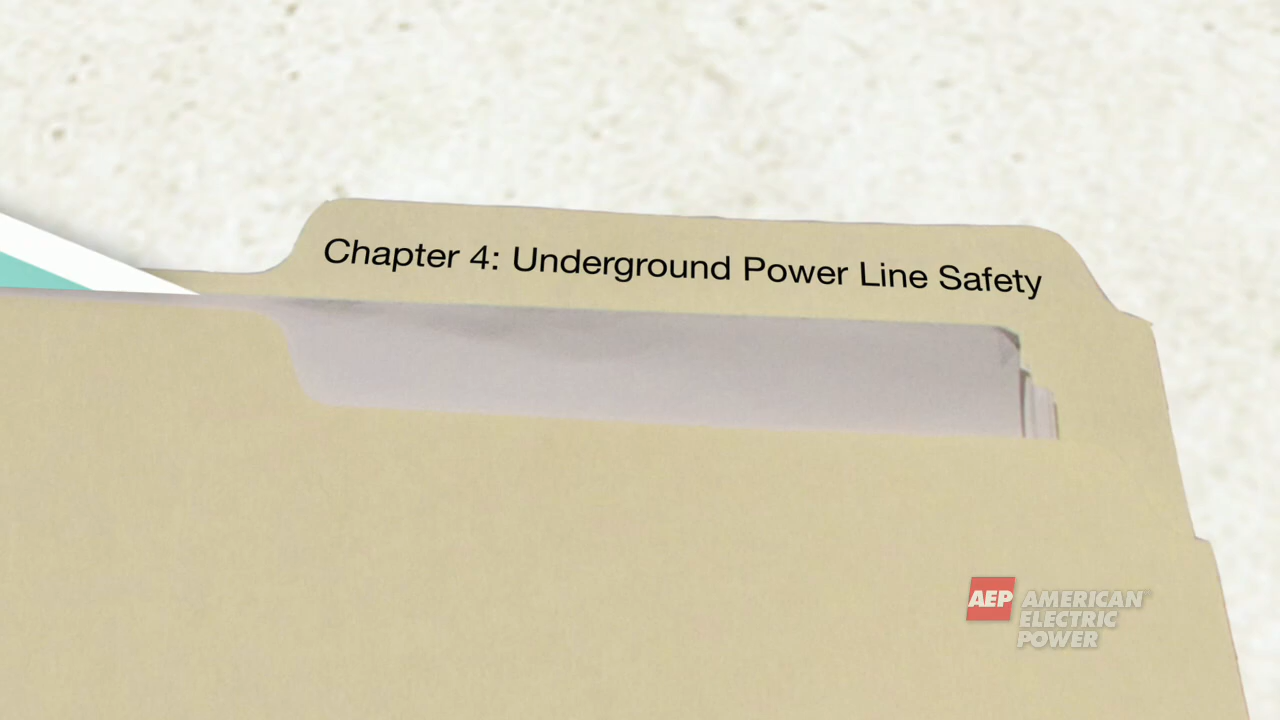 Chapter 4: Underground Power Line Safety
AEP AMERICAN
ELECTRIC
POWER